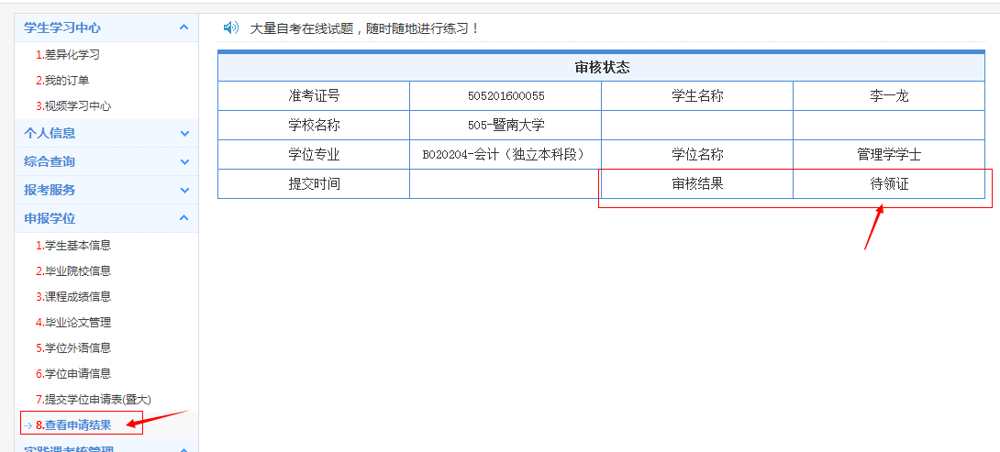 学生学习中心
1.差异化学习
2.我的订单
3.视频学习中心
个人信息
综合查询
报考服务
申报学位
1.学生基本信息
2.毕业院校信息
3.课程成绩信息
4.毕业论文管理
5.学位外语信息
6.学位申请信息
7.提交学位申请表(暨大)
8.查看申请结果
实践课考核管理
大量自考在线试题，随时随地进行练习！
审核状态
准考证号 505201600055 学生名称 李一龙
学校名称 505-暨南大学
学位专业 B020204-会计（独立本科段） 学位名称 管理学学士
提交时间 审核结果 待领证